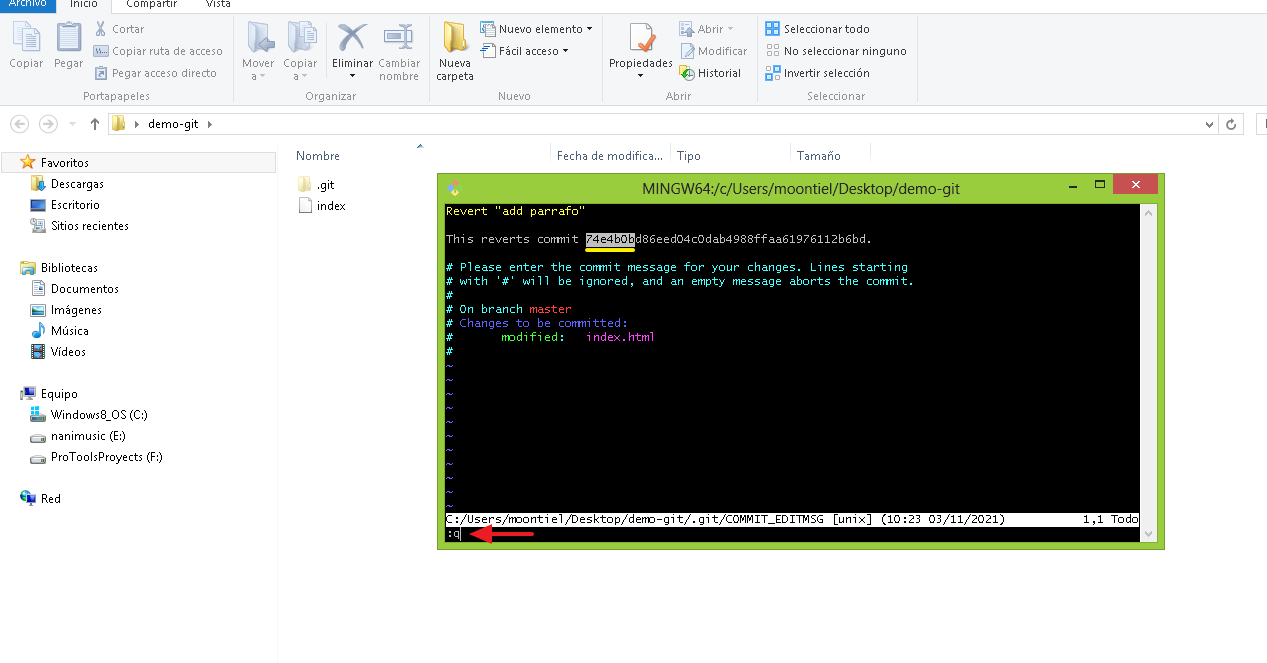 Archivo Inicio Compartir Vista
Copiar
Pegar
Cortar
Copiar ruta de acceso
Pegar acceso directo
Portapapeles
Mover a
Copiar a
Eliminar
Cambiar nombre
Organizar
Nueva carpeta
Nuevo elemento
Fácil acceso
Nuevo
Propiedades
Abrir
Modificar
Historial
Abrir
Seleccionar todo
No seleccionar ninguno
Invertir selección
Seleccionar
demo-git
Favoritos
Descargas
Escritorio
Sitios recientes
Bibliotecas
Documentos
Imágenes
Música
Vídeos
Equipo
Windows8_OS (C:)
nanimusic (E:)
ProToolsProyects (F:)
Red
Nombre Fecha de modifica... Tipo Tamaño
.git
index
MINGW64:/c/Users/moontiel/Desktop/demo-git
Revert "add parrafo"
This reverts commit 74e4b0bd86eed04c0dab4988ffaa61976112b6bd.
# Please enter the commit message for your changes. Lines starting
# with '#' will be ignored, and an empty message aborts the commit.
#
# On branch master
# Changes to be committed:
#       modified:   index.html
#
~
~
~
~
~
~
~
~
~
~
~
C:/Users/moontiel/Desktop/demo-git/.git/COMMIT_EDITMSG [unix] (10:23 03/11/2021) 1,1 Todo
:q